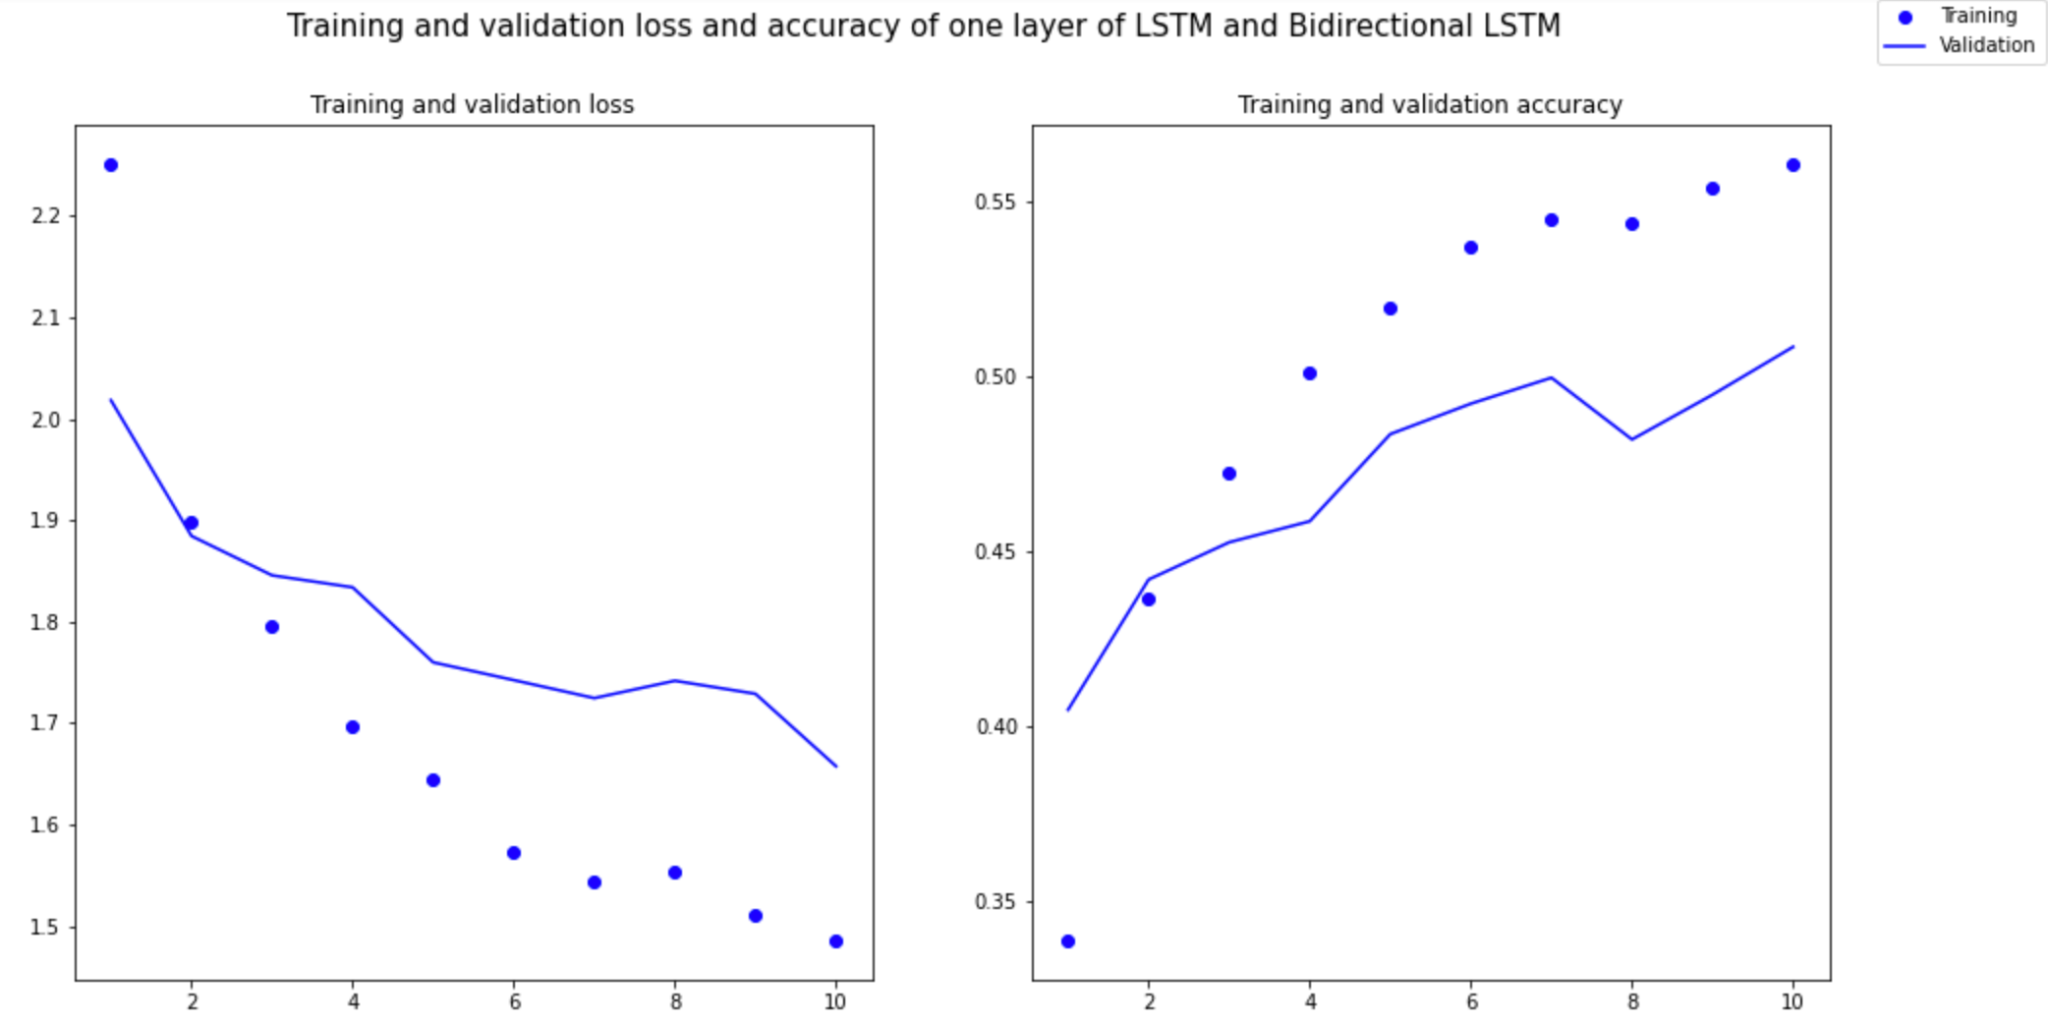 Training and validation loss and accuracy of one layer of LSTM and Bidirectional LSTM
Training
Validation
Training and validation loss
2.2
2.1
2.0
1.9
1.8
1.7
1.6
1.5
2 4 6 8 10
Training and validation accuracy
0.55
0.50
0.45
0.40
0.35
2 4 6 8 10